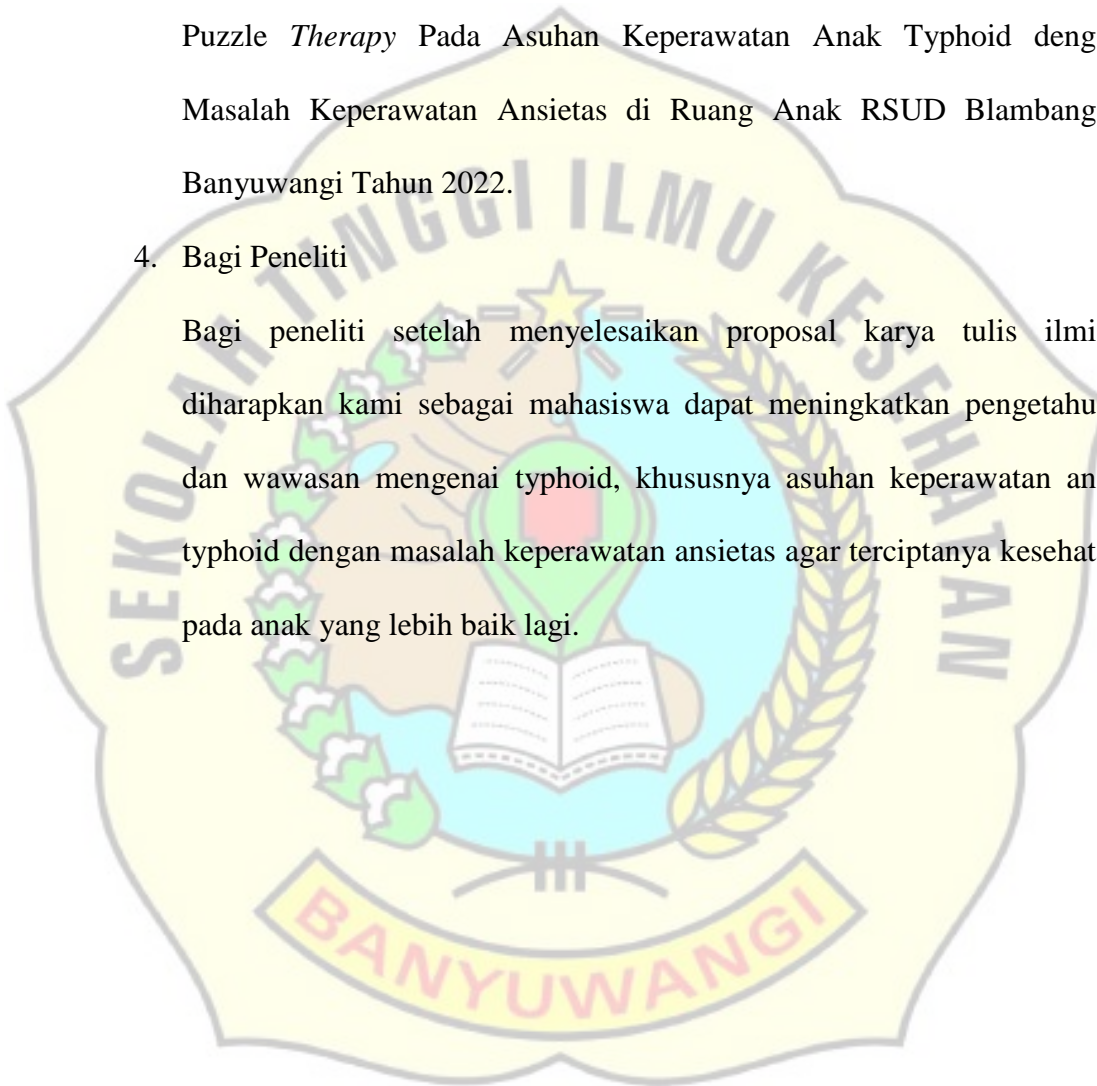 Puzzle Therapy Pada Asuhan Keperawatan Anak Typhoid deng
Masalah Keperawatan Ansietas di Ruang Anak RSUD Blambang
Banyuwangi Tahun 2022.
4. Bagi Peneliti
Bagi peneliti setelah menyelesaikan proposal karya tulis ilmi
diharapkan kami sebagai mahasiswa dapat meningkatkan pengetahu
dan wawasan mengenai typhoid, khususnya asuhan keperawatan an
typhoid dengan masalah keperawatan ansietas agar terciptanya kesehat
pada anak yang lebih baik lagi.
SEKOLAH TINGGI ILMU KESEHATAN
BANYUWANGI